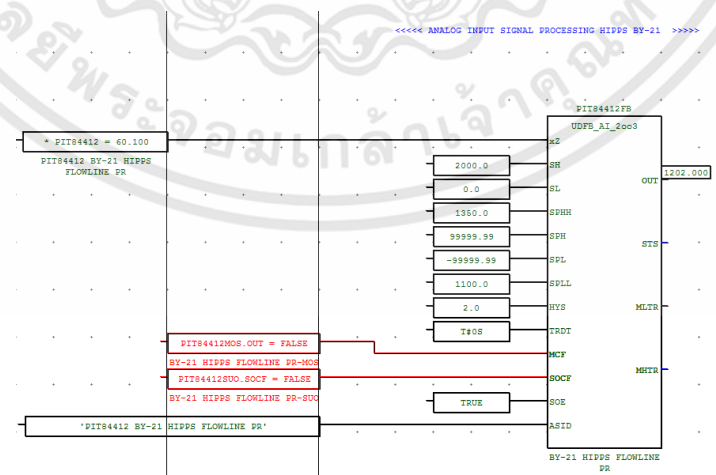 <<<<< ANALOG INPUT SIGNAL PROCESSING HIPPS BY-21 >>>>>
PIT84412FB
UDFB_AI_2oo3
* PIT84412 = 60.100
xZ
PIT84412 BY-21 HIPPS
FLOWLINE PR
2000.0
SH
1202.000
OUT
0.0
SL
1350.0
SPHH
99999.99
SPH
STS
-99999.99
SPL
1100.0
SPLL
2.0
HYS
MLTR
T#0S
TRDT
PIT84412MOS.OUT = FALSE
MCF
BY-21 HIPPS FLOWLINE PR-MOS
MHTR
PIT84412SUO.SOCF = FALSE
SOCF
BY-21 HIPPS FLOWLINE PR-SUO
TRUE
SOE
'PIT84412 BY-21 HIPPS FLOWLINE PR'
ASID
BY-21 HIPPS FLOWLINE
PR